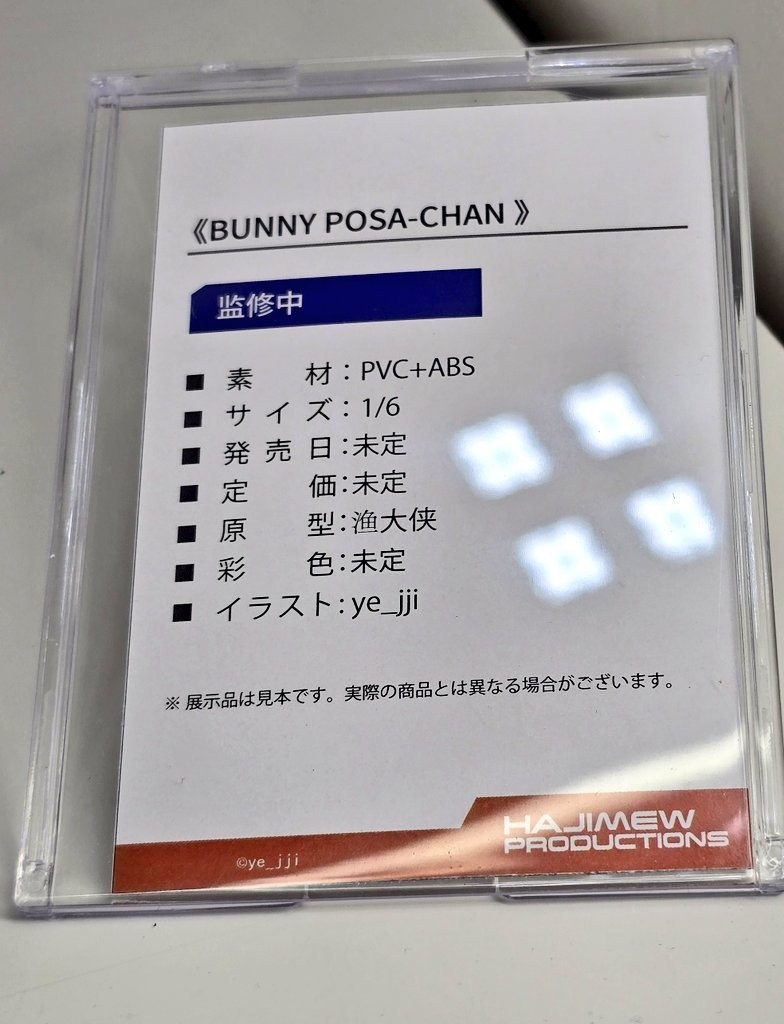 《BUNNY POSA-CHAN 》
监修中
■ 素　材：PVC+ABS
■ サイズ：1/6
■ 発売日：未定
■ 定　価：未定
■ 原　型：渔大侠
■ 彩　色：未定
■ イラスト：ye_jji
※ 展示品は見本です。実際の商品とは異なる場合がございます。
HAJIMEW
PRODUCTIONS
©ye_jji